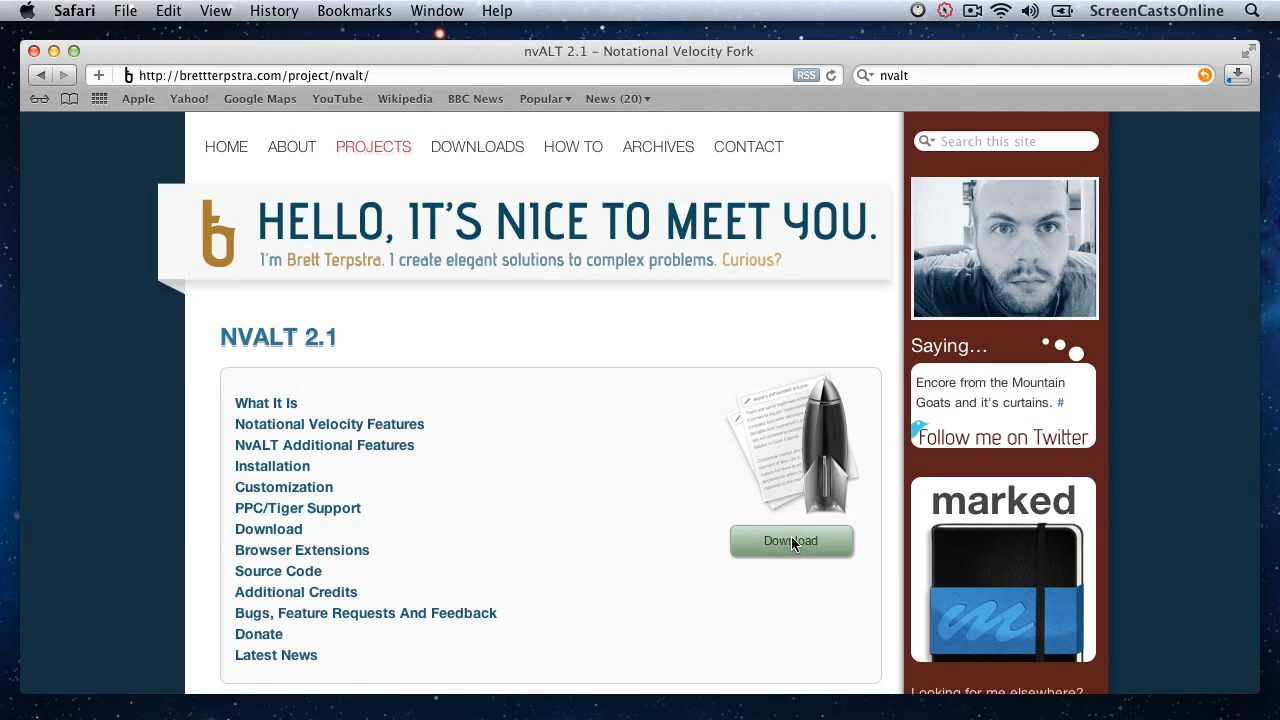 Safari File Edit View History Bookmarks Window Help ScreenCastsOnline
nvALT 2.1 – Notational Velocity Fork
http://brettterpstra.com/project/nvalt/ RSS nvalt
Apple Yahoo! Google Maps YouTube Wikipedia BBC News Popular News (20)
HOME ABOUT PROJECTS DOWNLOADS HOW TO ARCHIVES CONTACT
Search this site
HELLO, IT'S NICE TO MEET YOU.
I'm Brett Terpstra. I create elegant solutions to complex problems. Curious?
NVALT 2.1
What It Is
Notational Velocity Features
NvALT Additional Features
Installation
Customization
PPC/Tiger Support
Download
Browser Extensions
Source Code
Additional Credits
Bugs, Feature Requests And Feedback
Donate
Latest News
Download
Saying...
Encore from the Mountain
Goats and it's curtains. #
Follow me on Twitter
marked
Looking for me elsewhere?